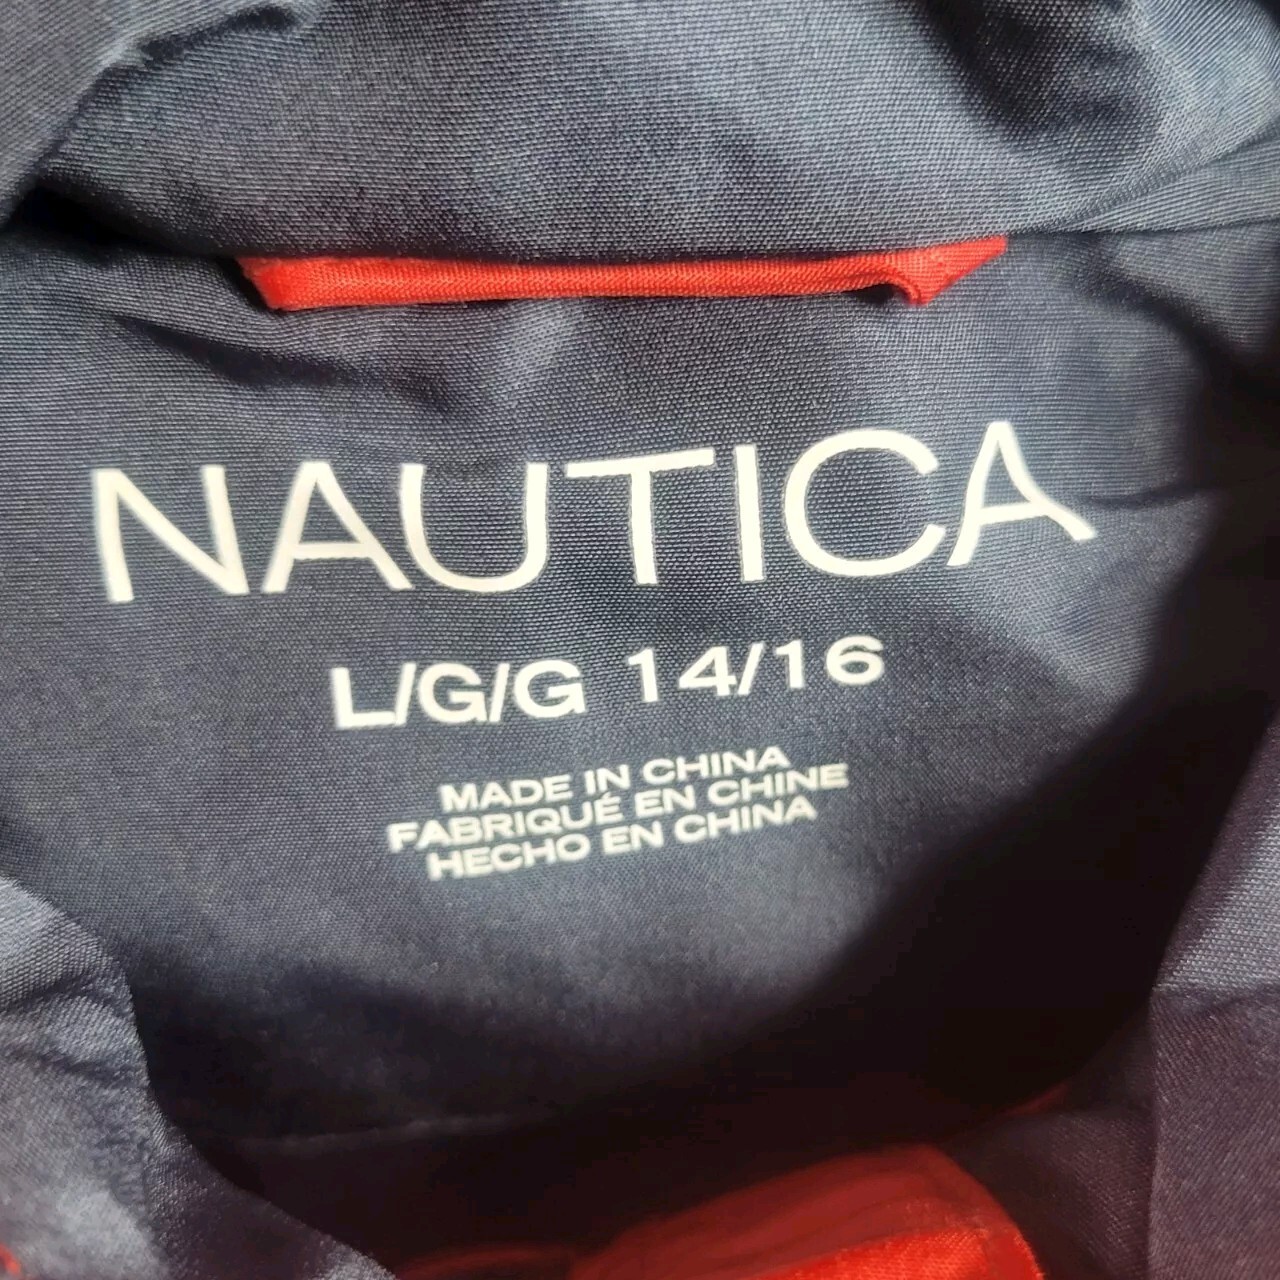 NAUTICA
L/G/G 14/16
MADE IN CHINA
FABRIQUÉ EN CHINE
HECHO EN CHINA